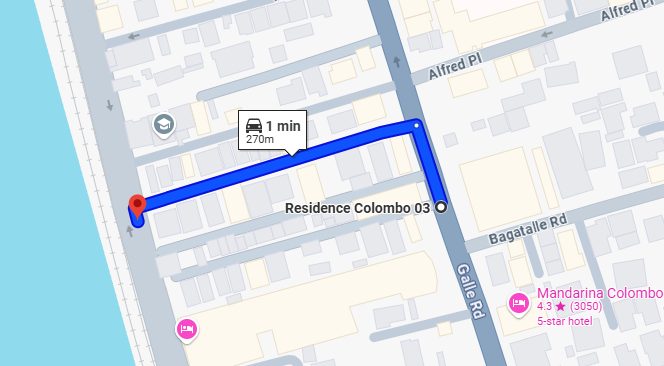 Alfred Pl
Alfred Pl
1 min
270m
Residence Colombo 03
Bagatalle Rd
Galle Rd
Mandarina Colombo
4.3 ★ (3050)
5-star hotel